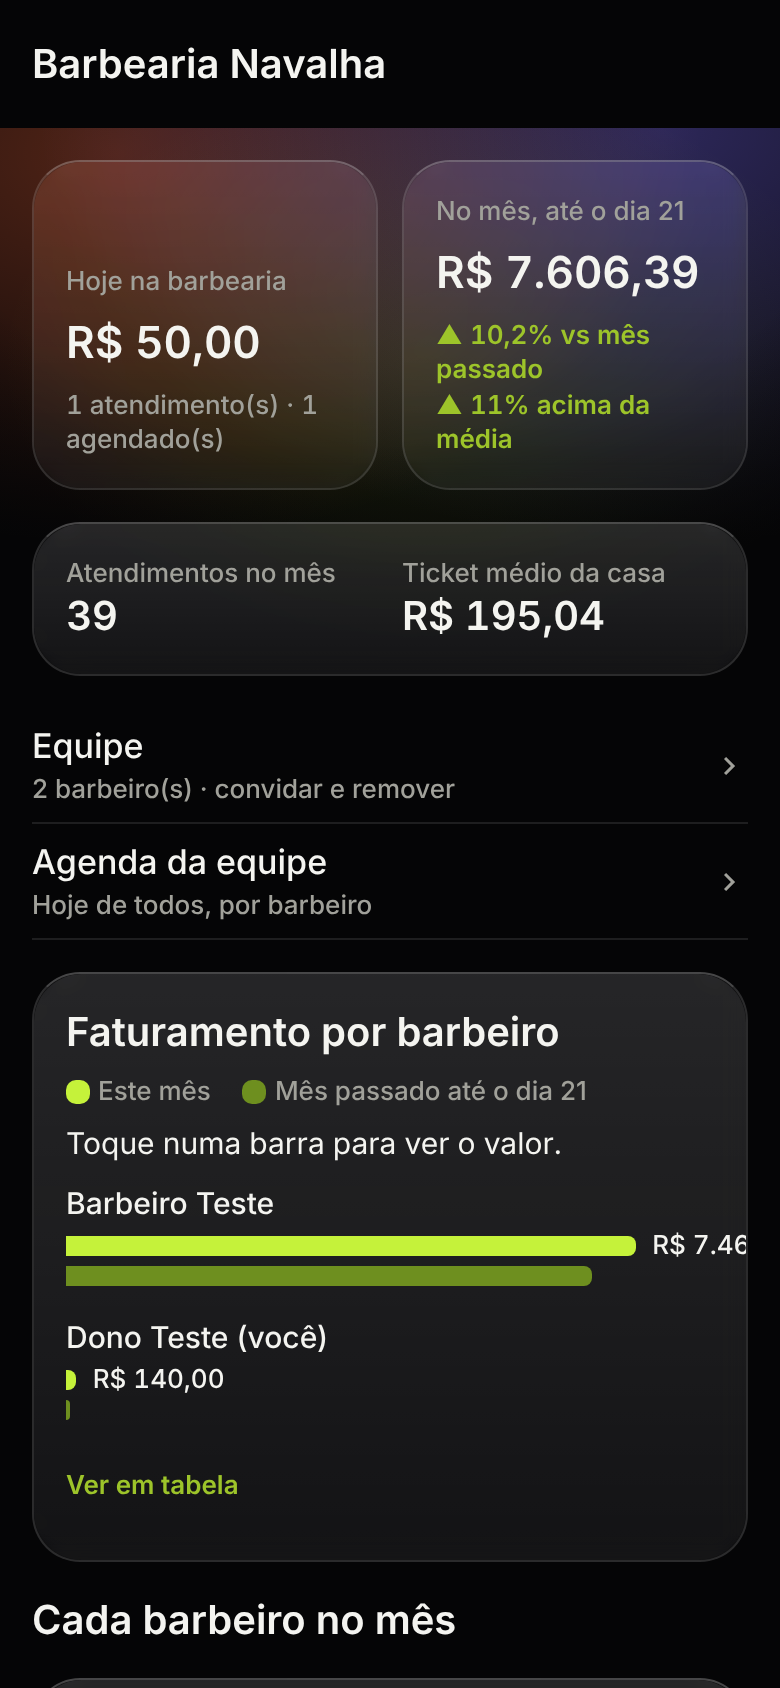 Barbearia Navalha
Hoje na barbearia
R$ 50,00
1 atendimento(s) · 1
agendado(s)
No mês, até o dia 21
R$ 7.606,39
▲ 10,2% vs mês
passado
▲ 11% acima da
média
Atendimentos no mês
39
Ticket médio da casa
R$ 195,04
Equipe
2 barbeiro(s) · convidar e remover
Agenda da equipe
Hoje de todos, por barbeiro
Faturamento por barbeiro
Este mês
Mês passado até o dia 21
Toque numa barra para ver o valor.
Barbeiro Teste
R$ 7.46
Dono Teste (você)
R$ 140,00
Ver em tabela
Cada barbeiro no mês